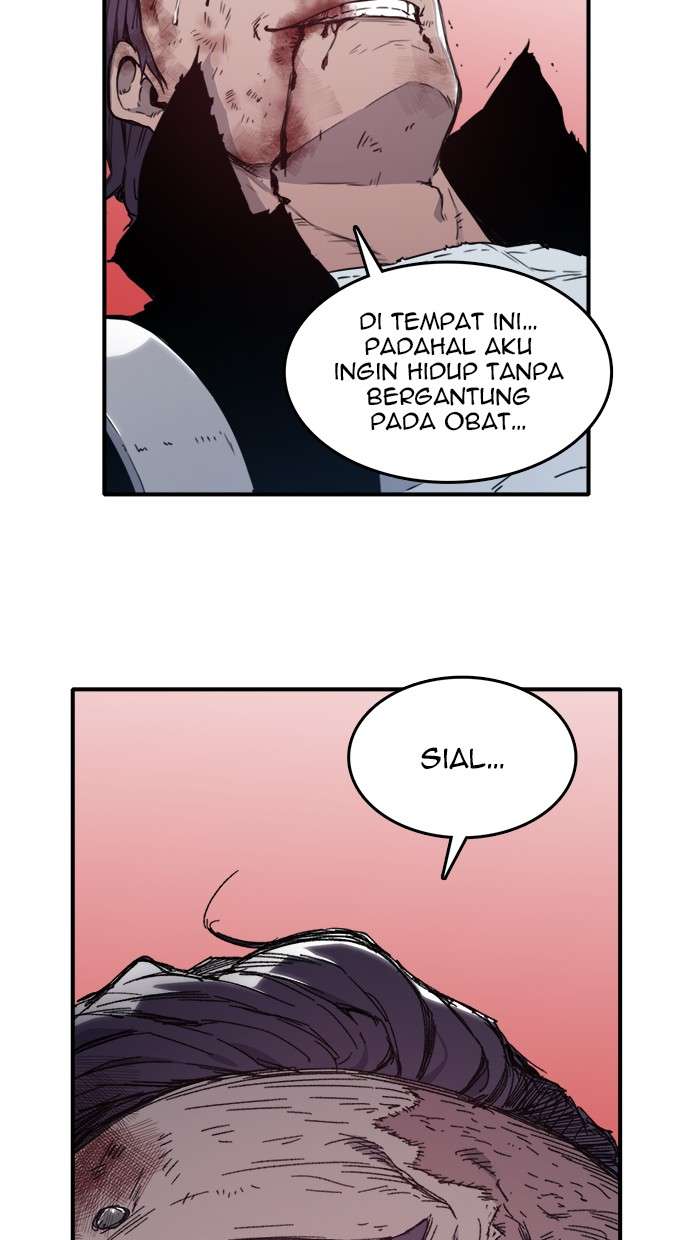 DI TEMPAT INI...
PADAHAL AKU
INGIN HIDUP TANPA
BERGANTUNG
PADA OBAT...
SIAL...